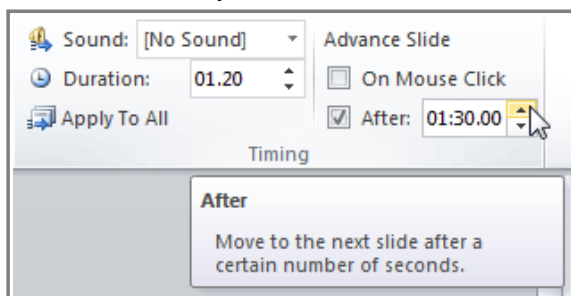 Sound: [No Sound]
Duration: 01.20
Apply To All
Advance Slide
On Mouse Click
After: 01:30.00
Timing
After
Move to the next slide after a
certain number of seconds.